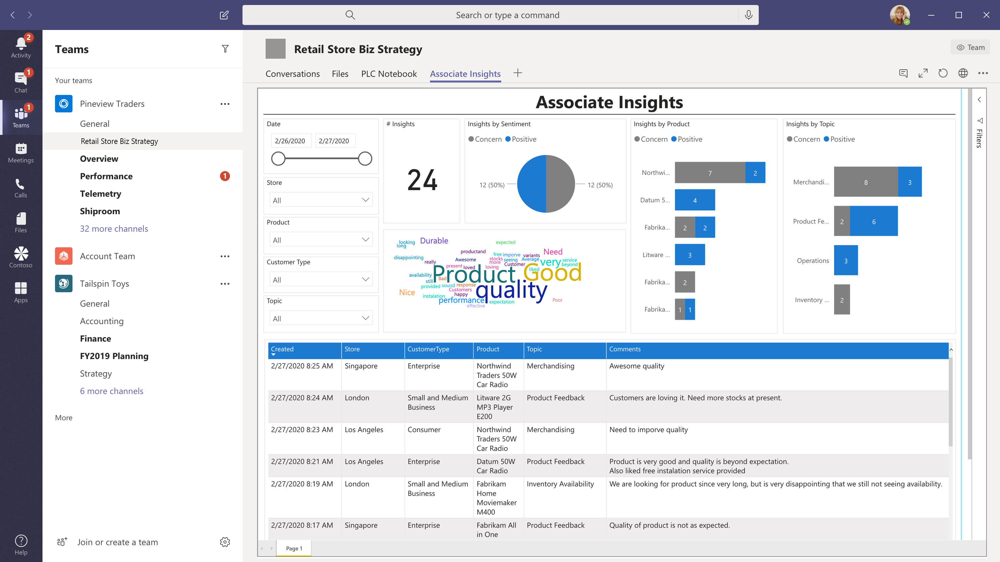 Search or type a command
2
Activity
1
Chat
1
Teams
Meetings
Calls
Files
Contoso
Apps
Help
Teams
Your teams
Pineview Traders
General
Retail Store Biz Strategy
Overview
Performance
1
Telemetry
Shiproom
32 more channels
Account Team
Tailspin Toys
General
Accounting
Finance
FY2019 Planning
Strategy
6 more channels
More
Join or create a team
Retail Store Biz Strategy
Team
Conversations Files PLC Notebook Associate Insights
Associate Insights
Filters
Date
2/26/2020 2/27/2020
Store
All
Product
All
Customer Type
All
Topic
All
# Insights
24
Insights by Sentiment
Concern Positive
12 (50%) 12 (50%)
looking
long
Durable
expected
productand
Need
free
imporve
variants
disappointing
Awesome
stocks
seeing
Average
very
service
really
more
Customer
beyond
present
loved
loving
liked
Product
Good
availability
Bad
still
provided
sound
response
quality
Customers
Nice
happy
instalation
performance
expectation
Poor
effective
Insights by Product
Concern Positive
Northwi... 7 2
Datum 5... 4
Fabrika... 2 2
Litware ... 3
Fabrika... 2
Fabrika... 1 1
Insights by Topic
Concern Positive
Merchandi... 8 3
Product Fe... 2 6
Operations 3
Inventory ... 2
Created Store CustomerType Product Topic Comments
2/27/2020 8:25 AM Singapore Enterprise Northwind Merchandising Awesome quality
Traders 50W
Car Radio
2/27/2020 8:24 AM London Small and Medium Litware 2G Product Feedback Customers are loving it. Need more stocks at present.
Business MP3 Player
E200
2/27/2020 8:23 AM Los Angeles Consumer Northwind Merchandising Need to imporve quality
Traders 50W
Car Radio
2/27/2020 8:21 AM Los Angeles Enterprise Datum 50W Product Feedback Product is very good and quality is beyond expectation.
Car Radio Also liked free instalation service provided
2/27/2020 8:19 AM London Small and Medium Fabrikam Inventory Availability We are looking for product since very long, but is very disappointing that we still not seeing availability.
Business Home
Moviemaker
M400
2/27/2020 8:17 AM Singapore Enterprise Fabrikam All Product Feedback Quality of product is not as expected.
in One
Page 1